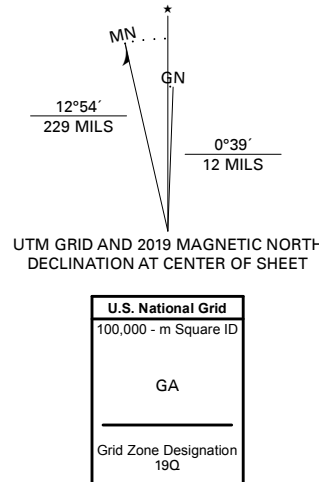 ★
MN
GN
12°54´
229 MILS
0°39´
12 MILS
UTM GRID AND 2019 MAGNETIC NORTH
DECLINATION AT CENTER OF SHEET
U.S. National Grid
100,000 - m Square ID
GA
Grid Zone Designation
19Q